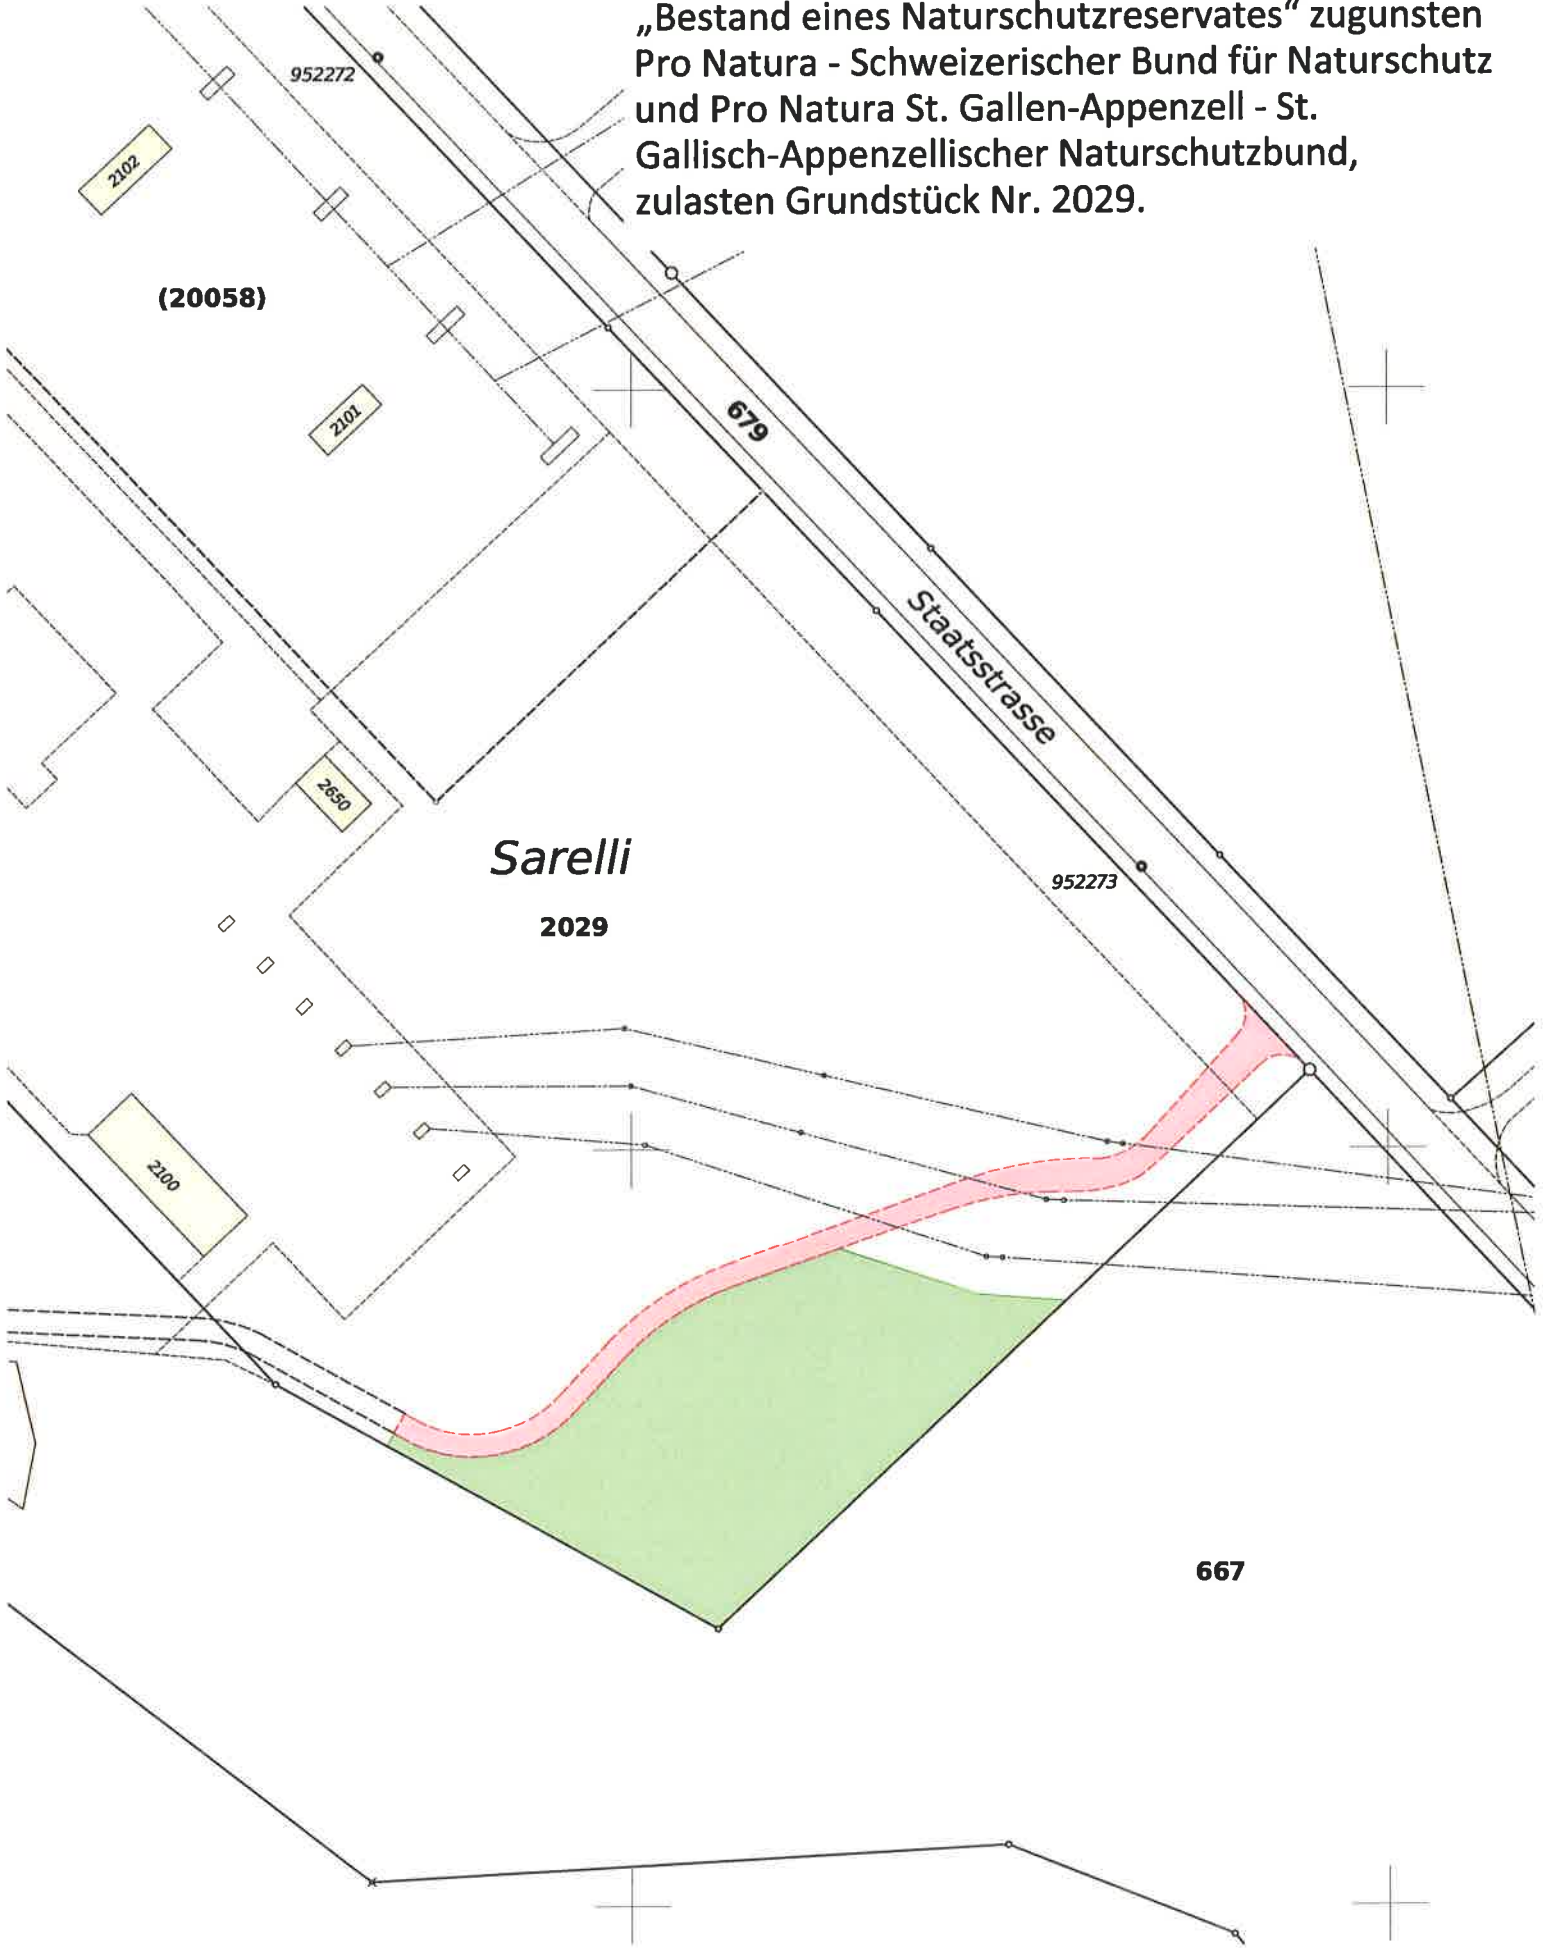 „Bestand eines Naturschutzreservates“ zugunsten
Pro Natura - Schweizerischer Bund für Naturschutz
und Pro Natura St. Gallen-Appenzell - St.
Gallisch-Appenzellischer Naturschutzbund,
zulasten Grundstück Nr. 2029.
952272
2102
(20058)
2101
679
Staatsstrasse
2650
Sarelli
952273
2029
2100
667